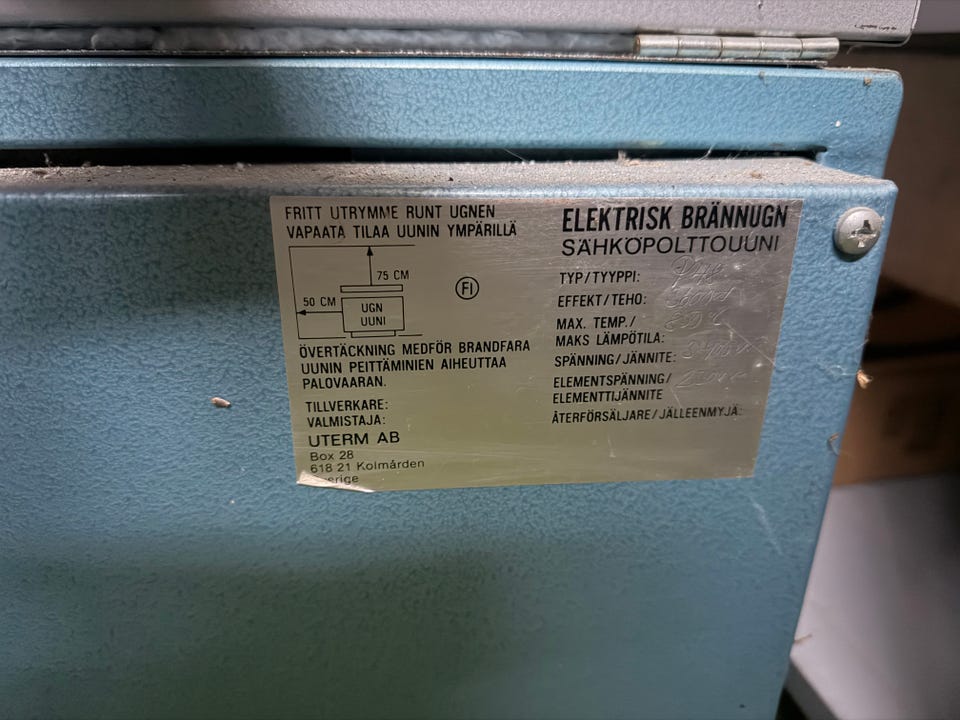 FRITT UTRYMME RUNT UGNEN
VAPAATA TILAA UUNIN YMPÄRILLÄ
75 CM
50 CM
UGN
UUNI
FI
ÖVERTÄCKNING MEDFÖR BRANDFARA
UUNIN PEITTÄMINIEN AIHEUTTAA
PALOVAARAN.
TILLVERKARE:
VALMISTAJA:
UTERM AB
Box 28
618 21 Kolmården
ELEKTRISK BRÄNNUGN
SÄHKÖPOLTTOUUNI
TYP/TYYPPI:
EFFEKT/TEHO:
MAX. TEMP./
MAKS LÄMPÖTILA:
SPÄNNING/JÄNNITE:
ELEMENTSPÄNNING/
ELEMENTTIJÄNNITE
ÅTERFÖRSÄLJARE/JÄLLEENMYJÄ: